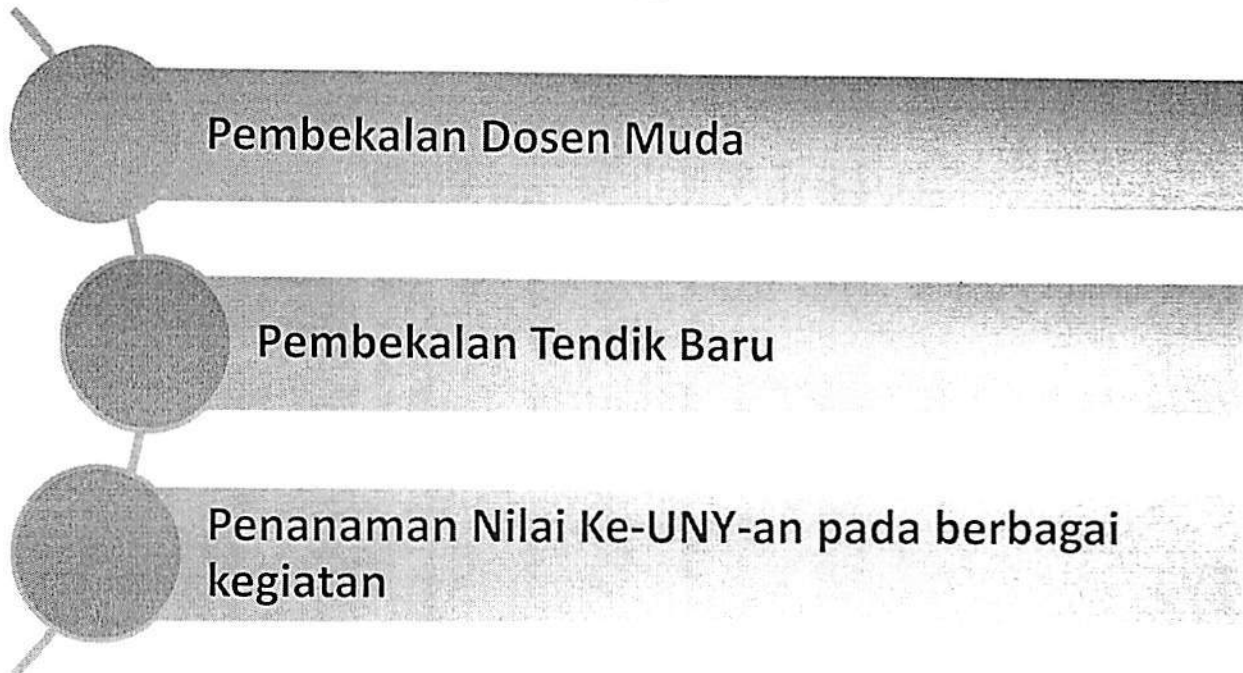 Pembekalan Dosen Muda
Pembekalan Tendik Baru
Penanaman Nilai Ke-UNY-an pada berbagai
kegiatan